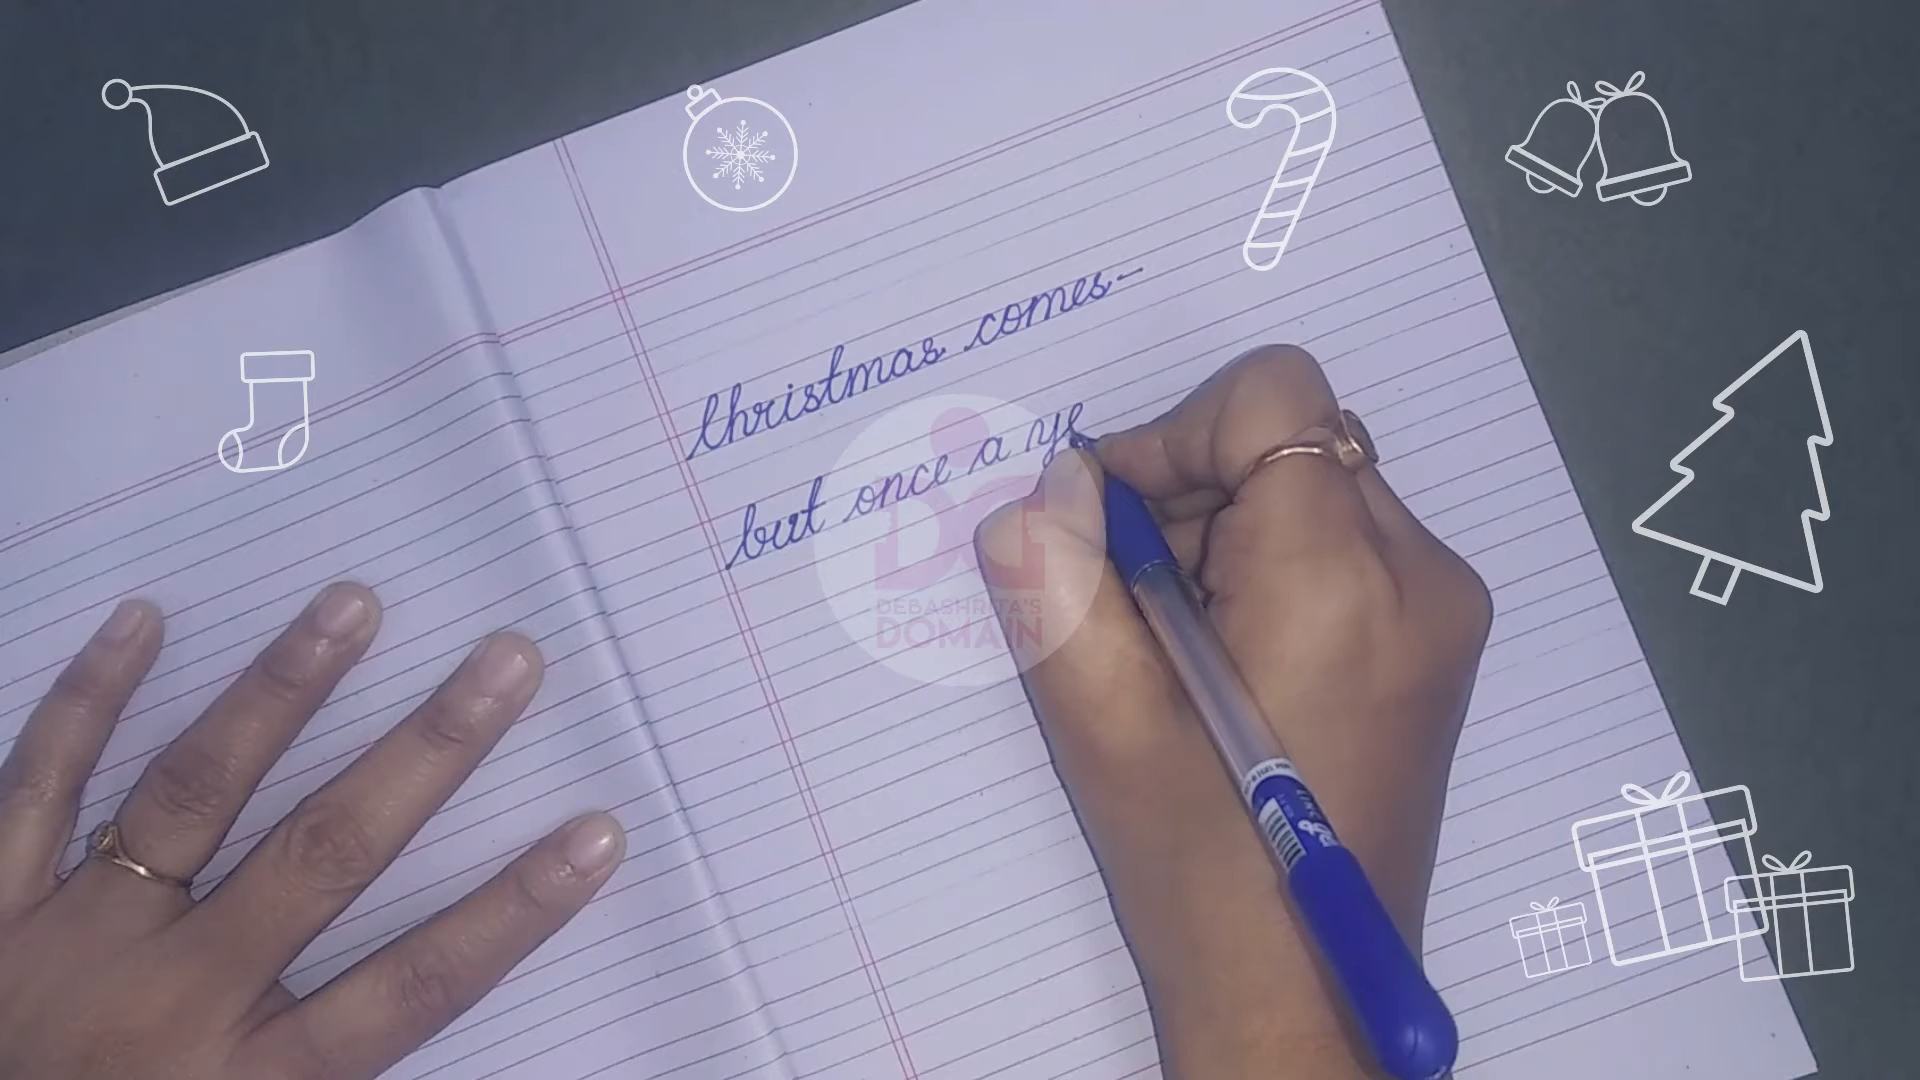 Christmas comes-
but once a ye
DEBASHRITA'S
DOMAIN